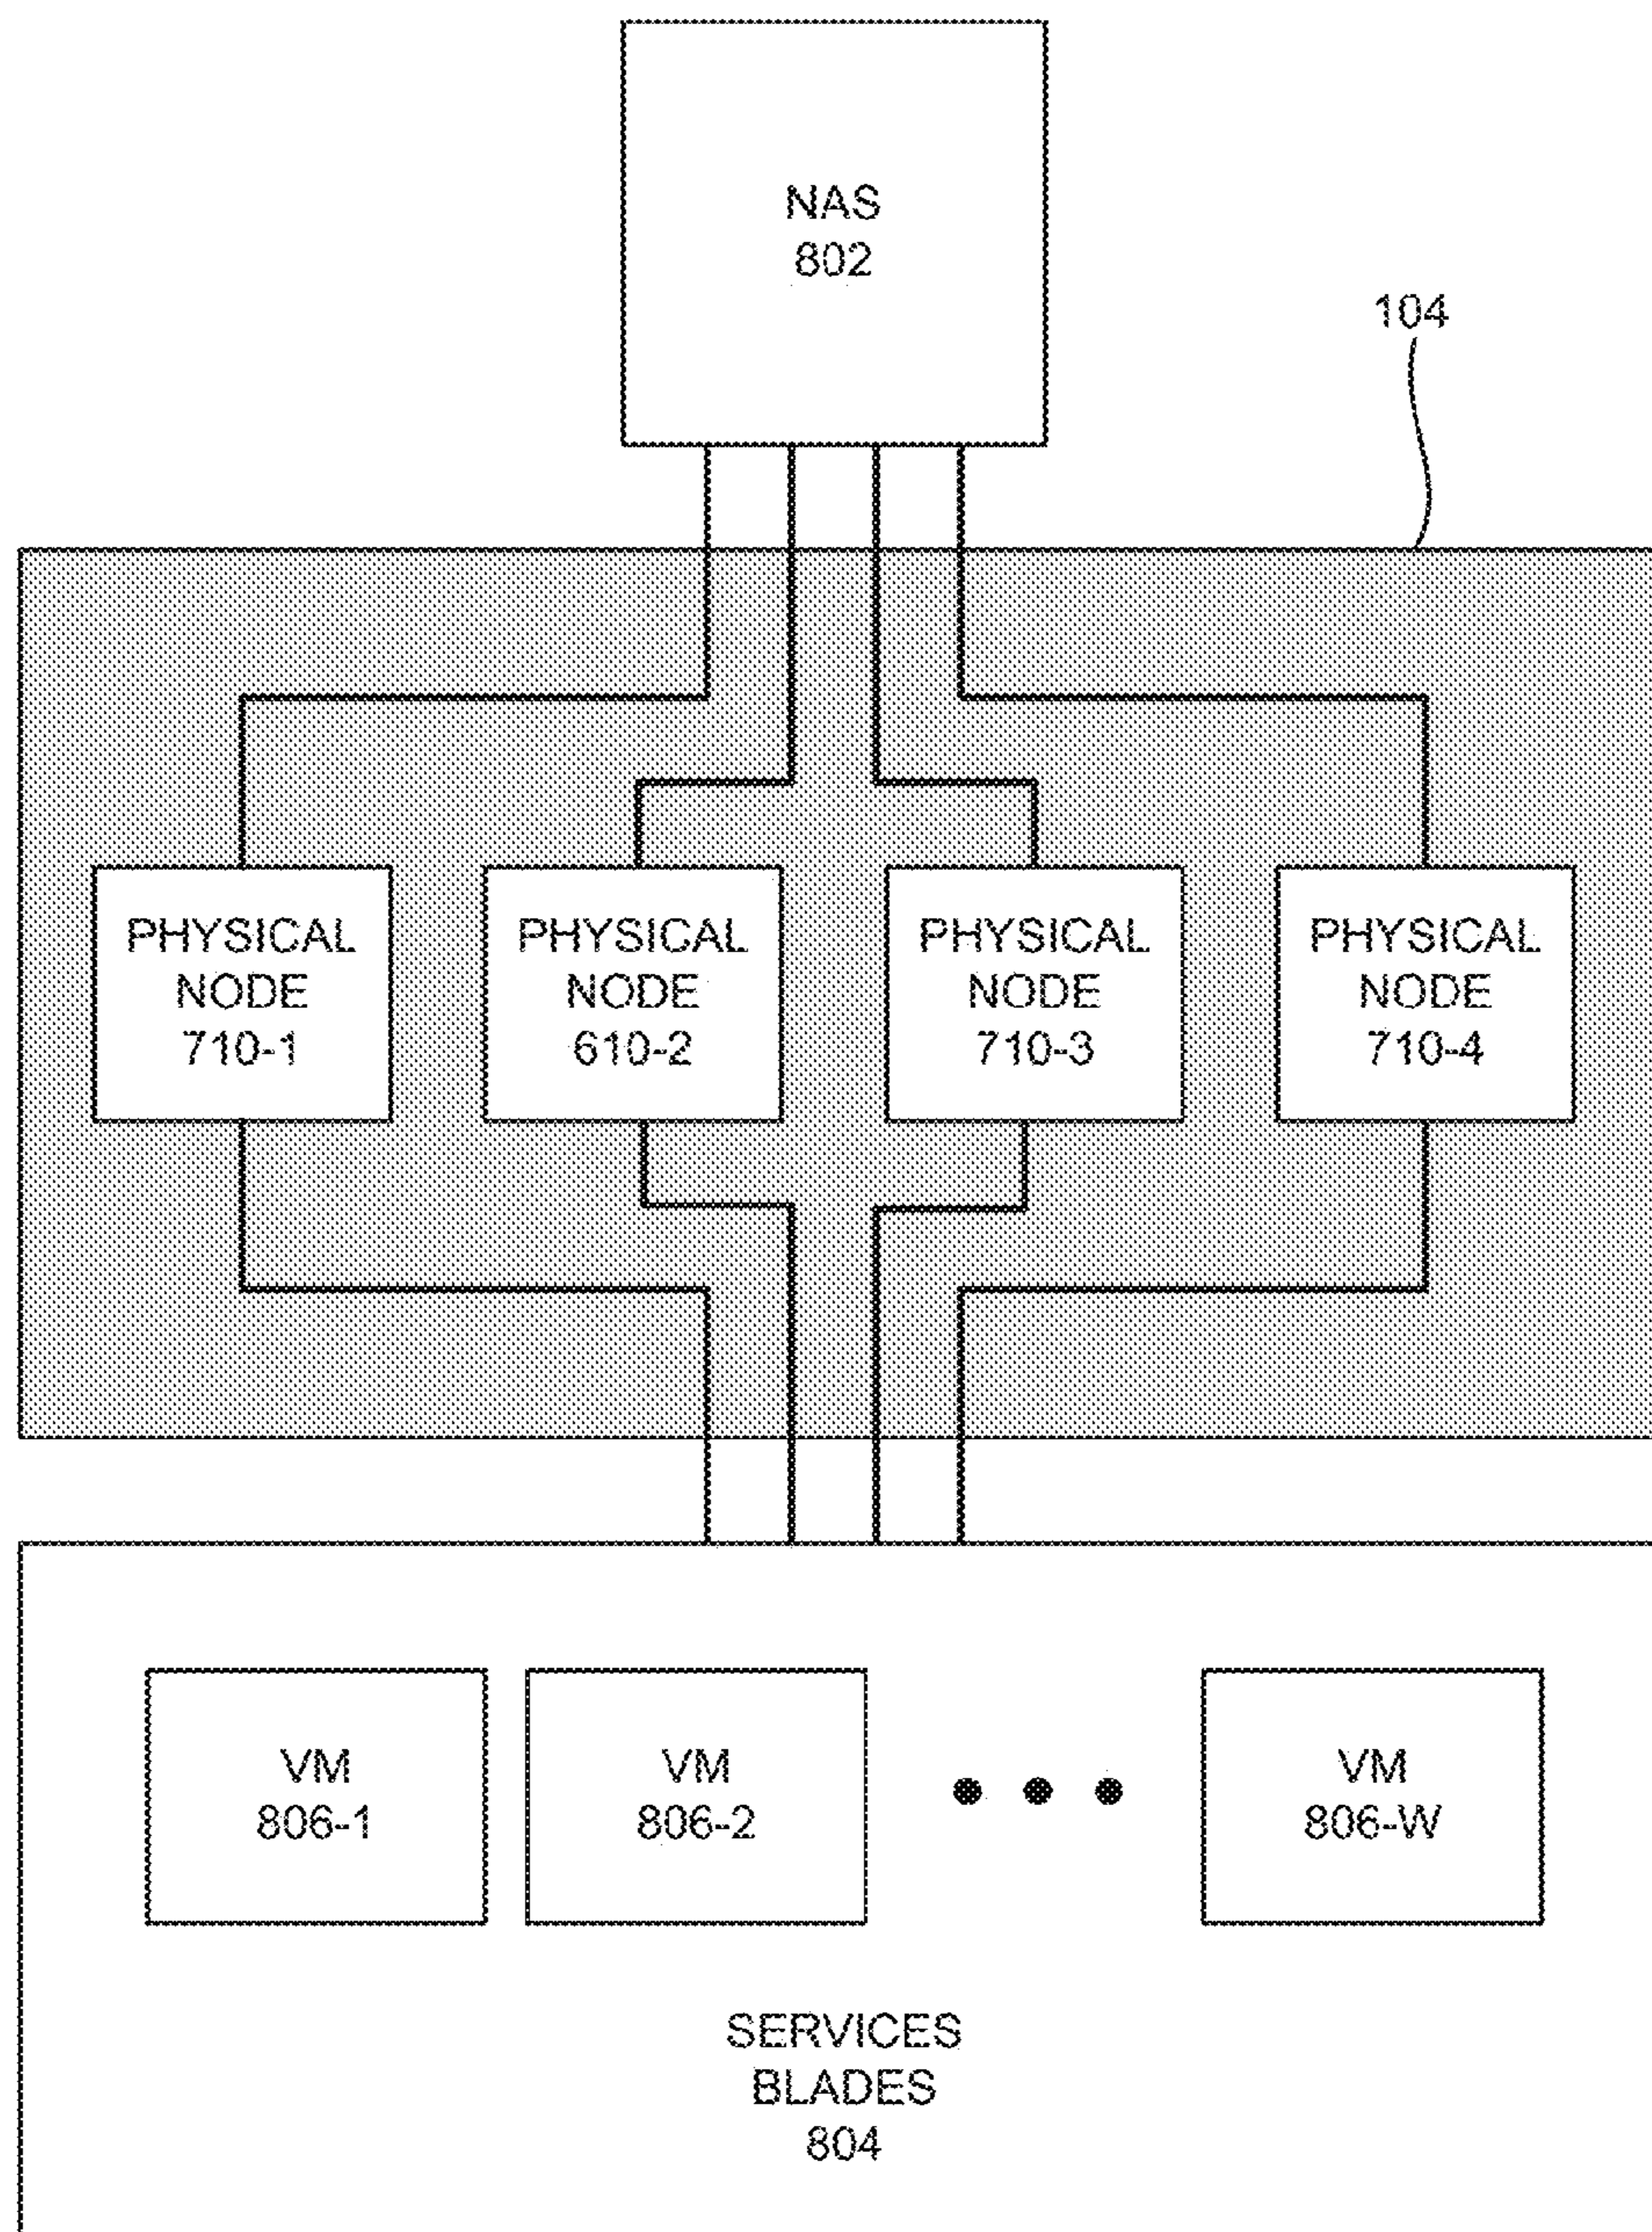 NAS
802
104
PHYSICAL
NODE
710-1
PHYSICAL
NODE
610-2
PHYSICAL
NODE
710-3
PHYSICAL
NODE
710-4
VM
806-1
VM
806-2
VM
806-W
SERVICES
BLADES
804